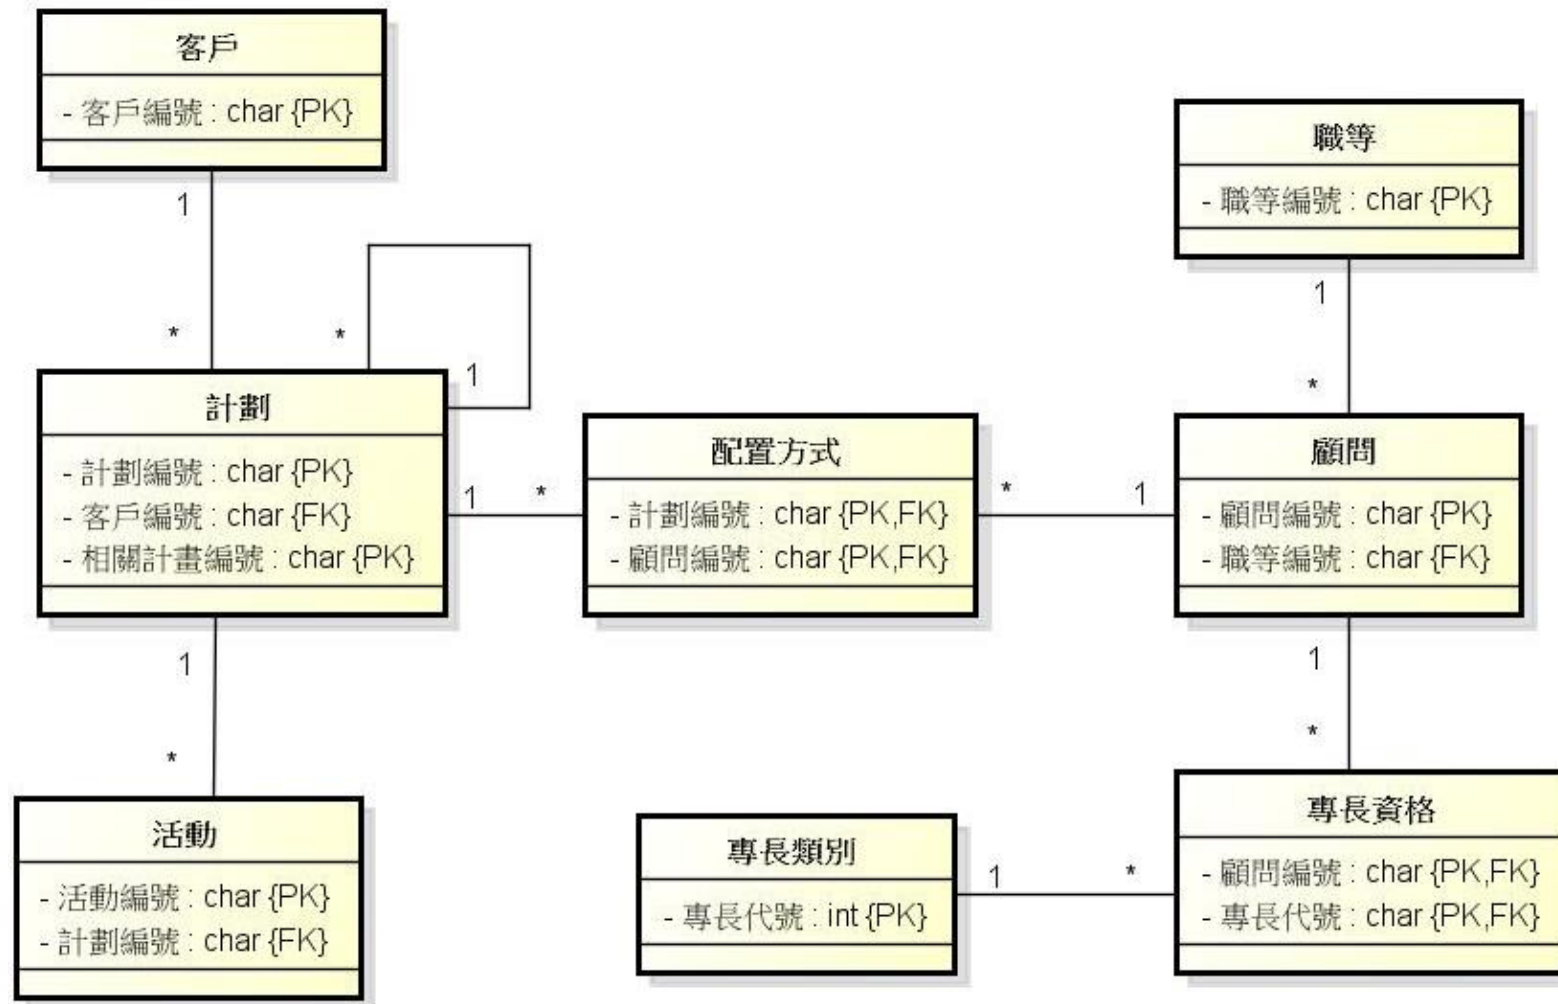 客戶
- 客戶編號 : char {PK}
1
*
*
1
計劃
- 計劃編號 : char {PK}
- 客戶編號 : char {FK}
- 相關計畫編號 : char {PK}
1
*
配置方式
- 計劃編號 : char {PK,FK}
- 顧問編號 : char {PK,FK}
*
1
職等
- 職等編號 : char {PK}
1
*
顧問
- 顧問編號 : char {PK}
- 職等編號 : char {FK}
1
*
1
*
活動
- 活動編號 : char {PK}
- 計劃編號 : char {FK}
專長類別
- 專長代號 : int {PK}
1
*
專長資格
- 顧問編號 : char {PK,FK}
- 專長代號 : char {PK,FK}